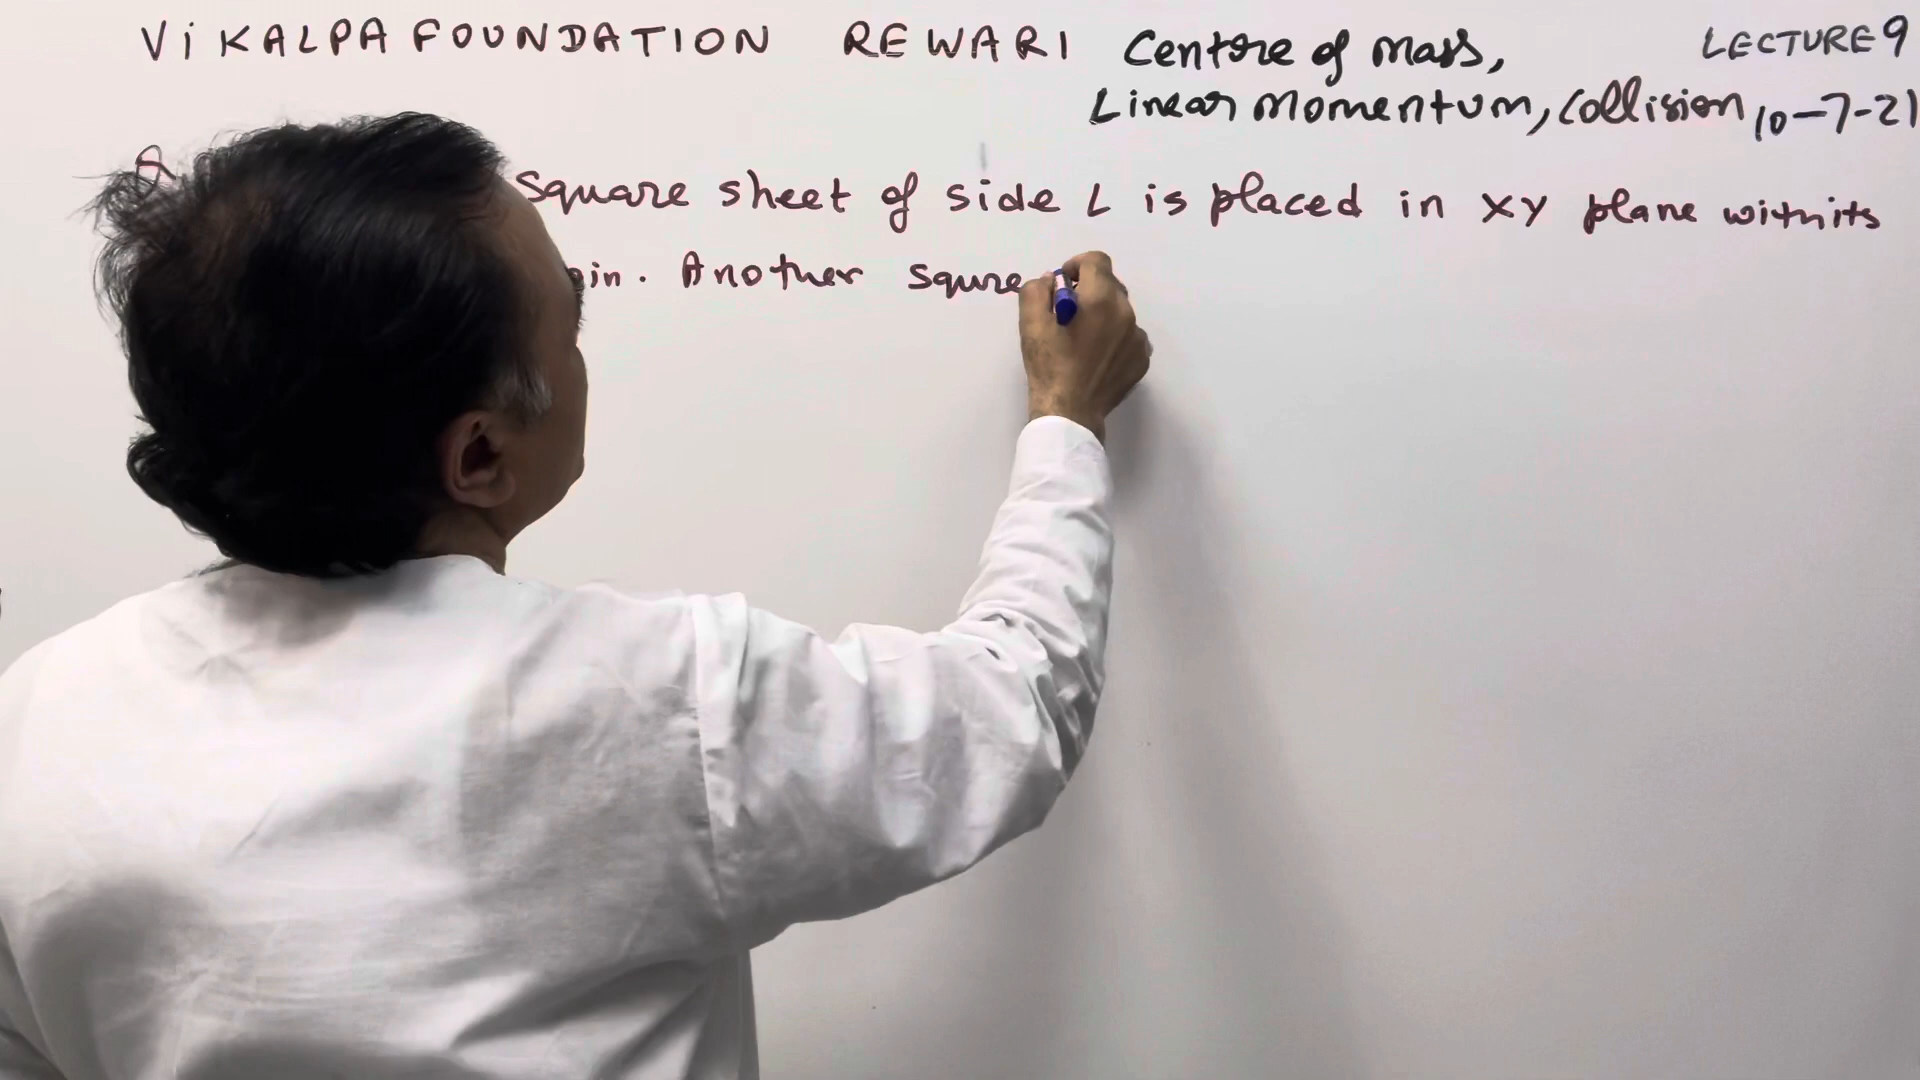 ViKALPA FOUNDATION REWARI Centre of Mass, LECTURE 9
Linear Momentum, Collision 10-7-21
Square sheet of side L is placed in XY plane with its
in. Another Squre